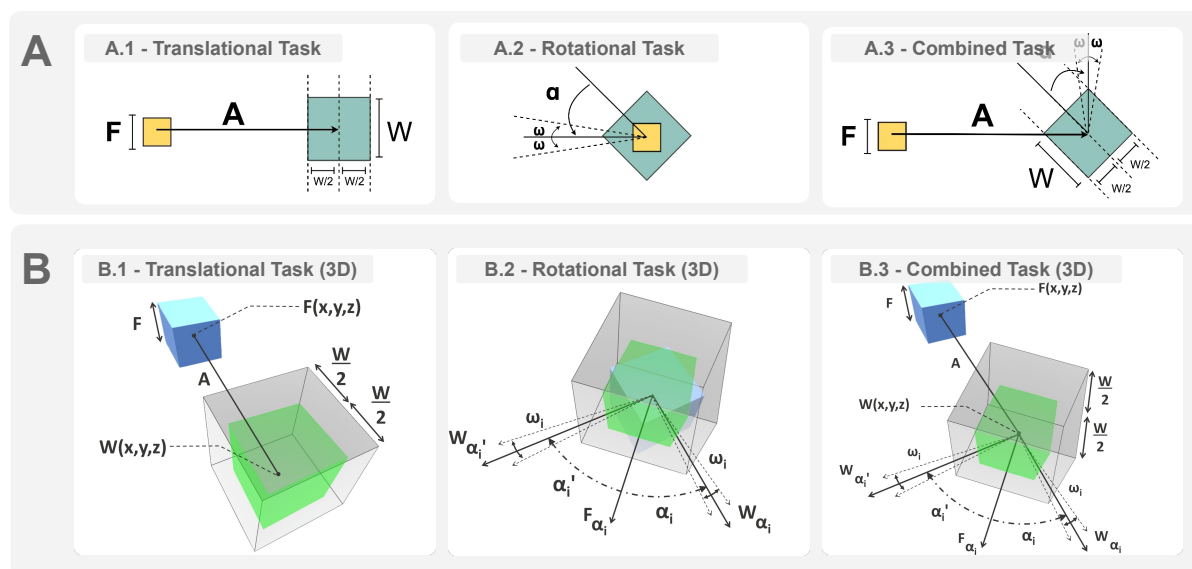 A
A.1 - Translational Task
F
A
W
W/2
W/2
A.2 - Rotational Task
α
ω
ω
A.3 - Combined Task
α
ω
ω
F
A
W
W/2
W/2
B
B.1 - Translational Task (3D)
F
F(x,y,z)
A
W/2
W/2
W(x,y,z)
B.2 - Rotational Task (3D)
ωi
Wαi'
αi'
ωi
αi
Fαi
Wαi
B.3 - Combined Task (3D)
F
F(x,y,z)
A
W/2
W(x,y,z)
W/2
ωi
Wαi'
αi'
ωi
αi
Fαi
Wαi